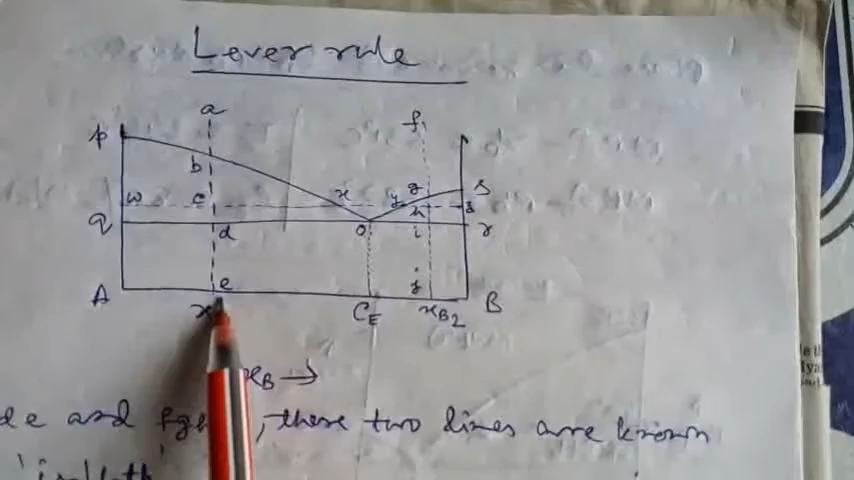 Lever rule
a f
p
b g s
w c x y h z
q d o i r
e j
A B
x C_E x_B2
x_B →
de and fgh , these two lines are known